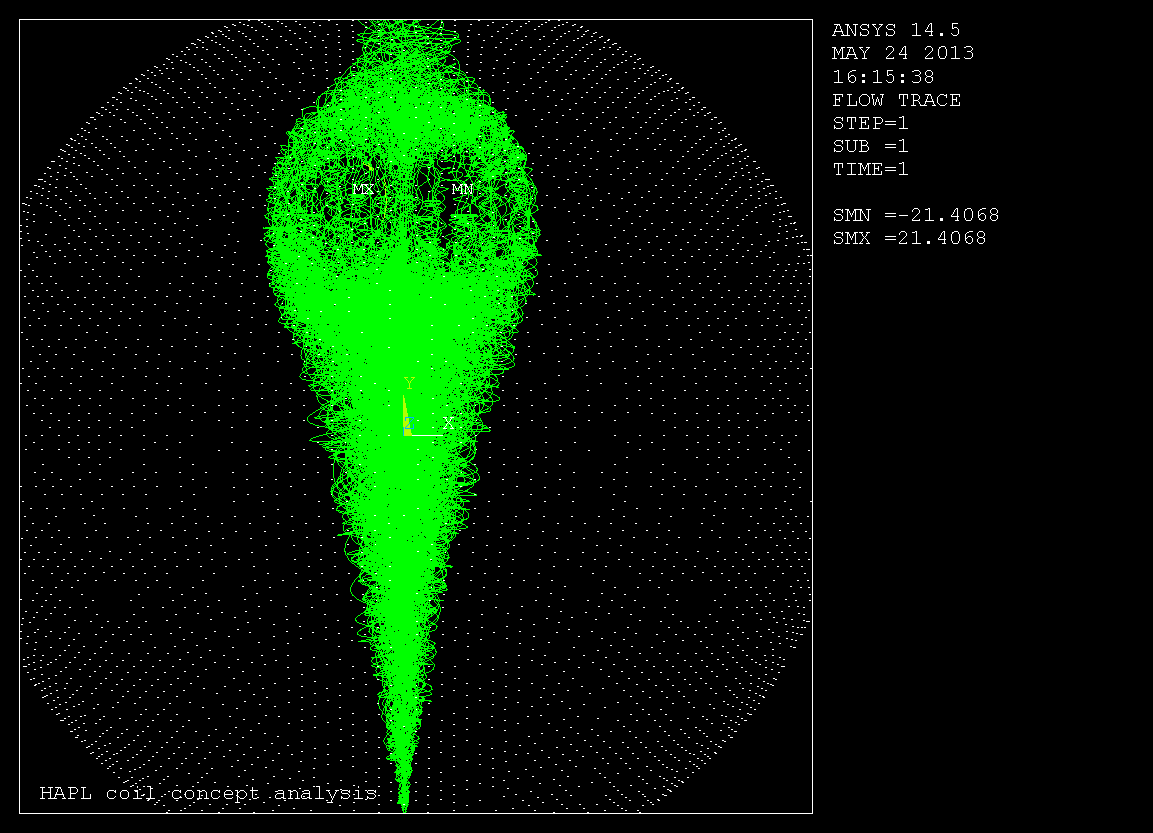 ANSYS 14.5
MAY 24 2013
16:15:38
FLOW TRACE
STEP=1
SUB =1
TIME=1
SMN =-21.4068
SMX =21.4068
MX
MN
Y
Z
X
HAPL coil concept analysis